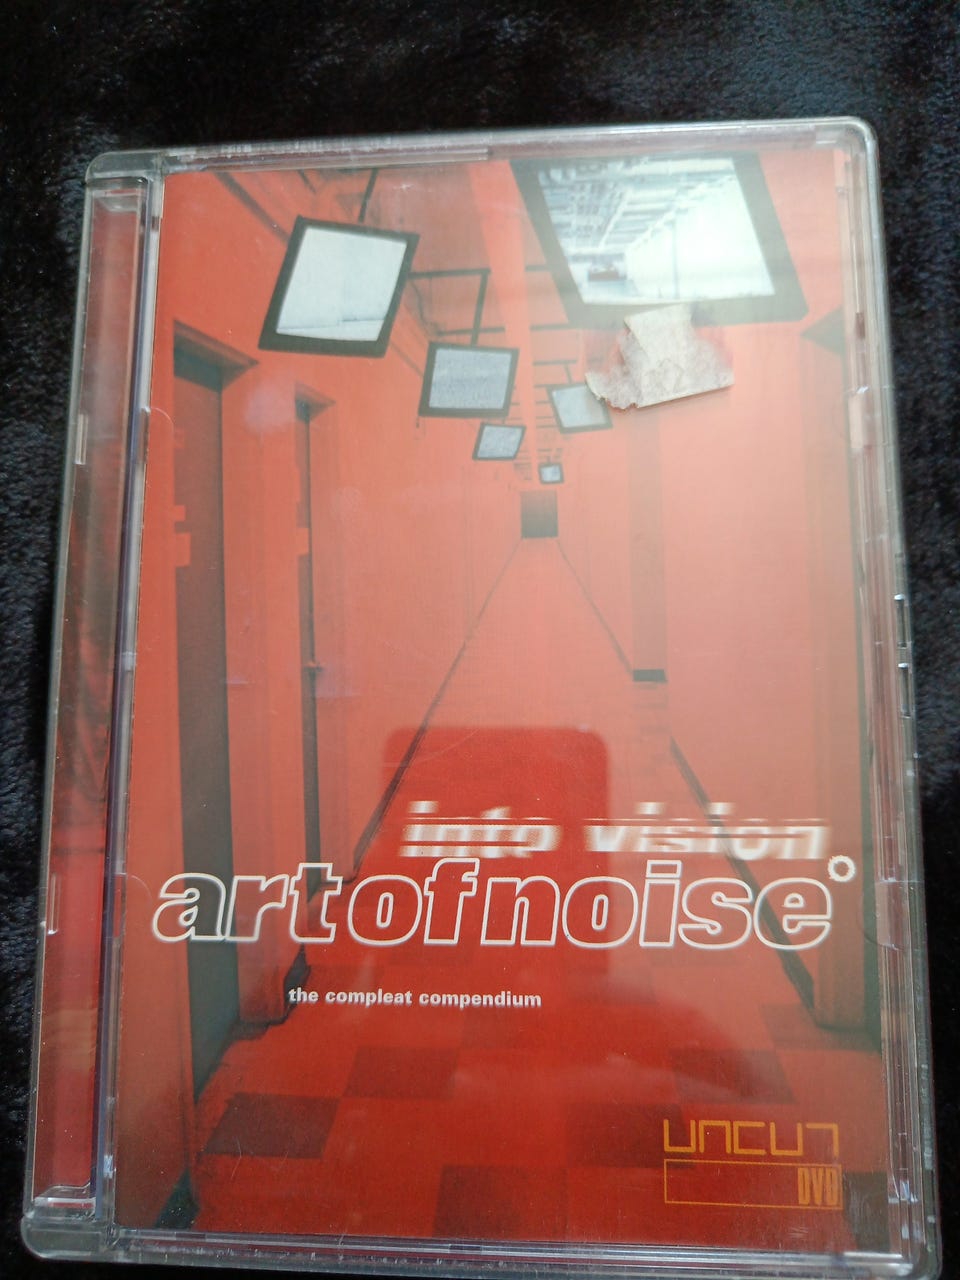 into vision
artofnoise
the compleat compendium
uncut
DVD